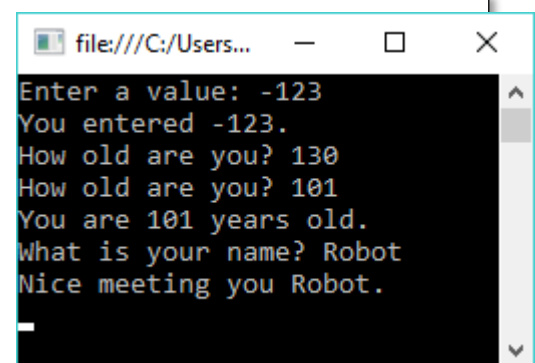 file:///C:/Users...
Enter a value: -123
You entered -123.
How old are you? 130
How old are you? 101
You are 101 years old.
What is your name? Robot
Nice meeting you Robot.